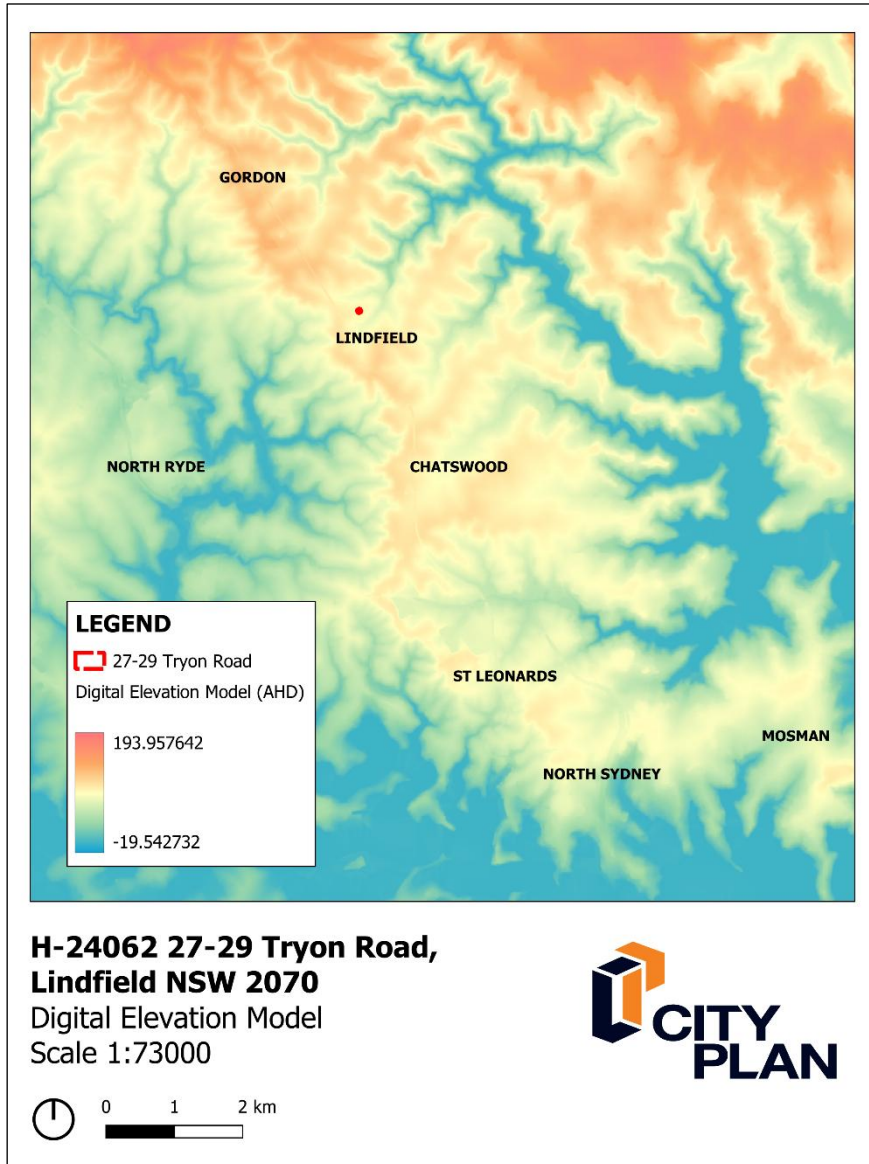 GORDON
LINDFIELD
NORTH RYDE
CHATSWOOD
LEGEND
27-29 Tryon Road
Digital Elevation Model (AHD)
193.957642
-19.542732
ST LEONARDS
MOSMAN
NORTH SYDNEY
H-24062 27-29 Tryon Road,
Lindfield NSW 2070
Digital Elevation Model
Scale 1:73000
0 1 2 km
CITY
PLAN